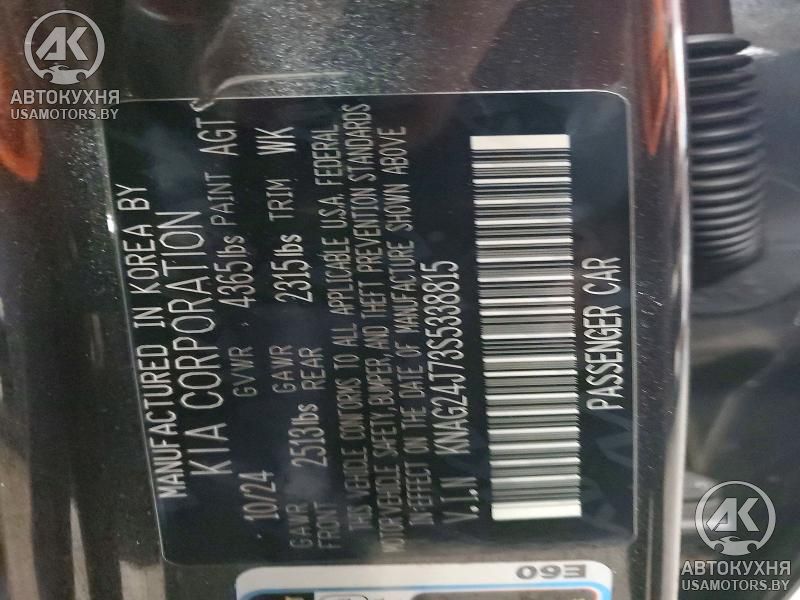 MANUFACTURED IN KOREA BY
KIA CORPORATION
10/24 GVWR 4365lbs PAINT AGT
GAWR FRONT 2513lbs GAWR REAR 2315lbs TRIM WK
THIS VEHICLE CONFORMS TO ALL APPLICABLE U.S.A. FEDERAL
MOTOR VEHICLE SAFETY, BUMPER, AND THEFT PREVENTION STANDARDS
IN EFFECT ON THE DATE OF MANUFACTURE SHOWN ABOVE
V.I.N KNAG24J73S5338815
PASSENGER CAR
E60
AK
АВТОКУХНЯ
USAMOTORS.BY
AK
АВТОКУХНЯ
USAMOTORS.BY